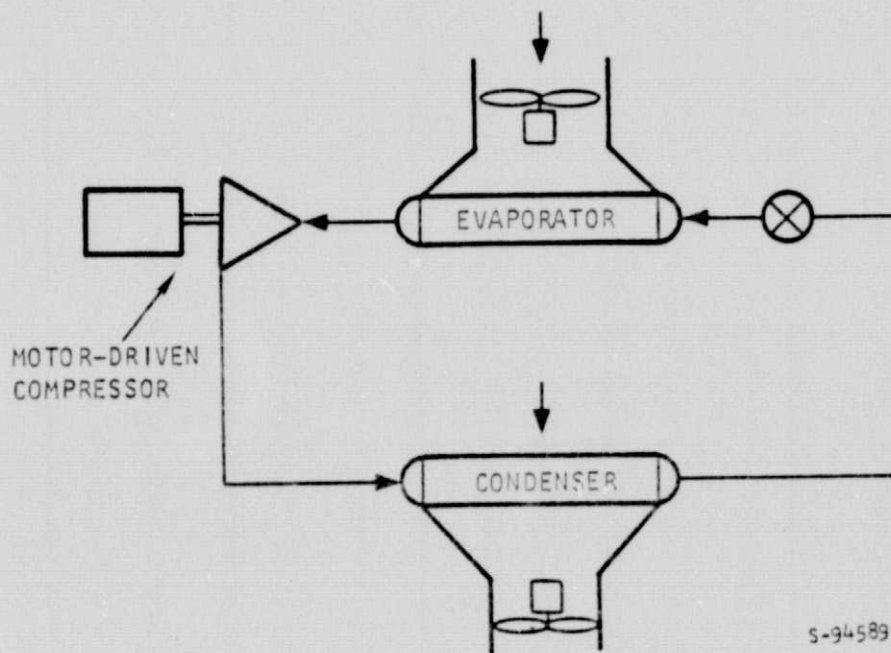 EVAPORATOR
MOTOR-DRIVEN
COMPRESSOR
CONDENSER
S-94589